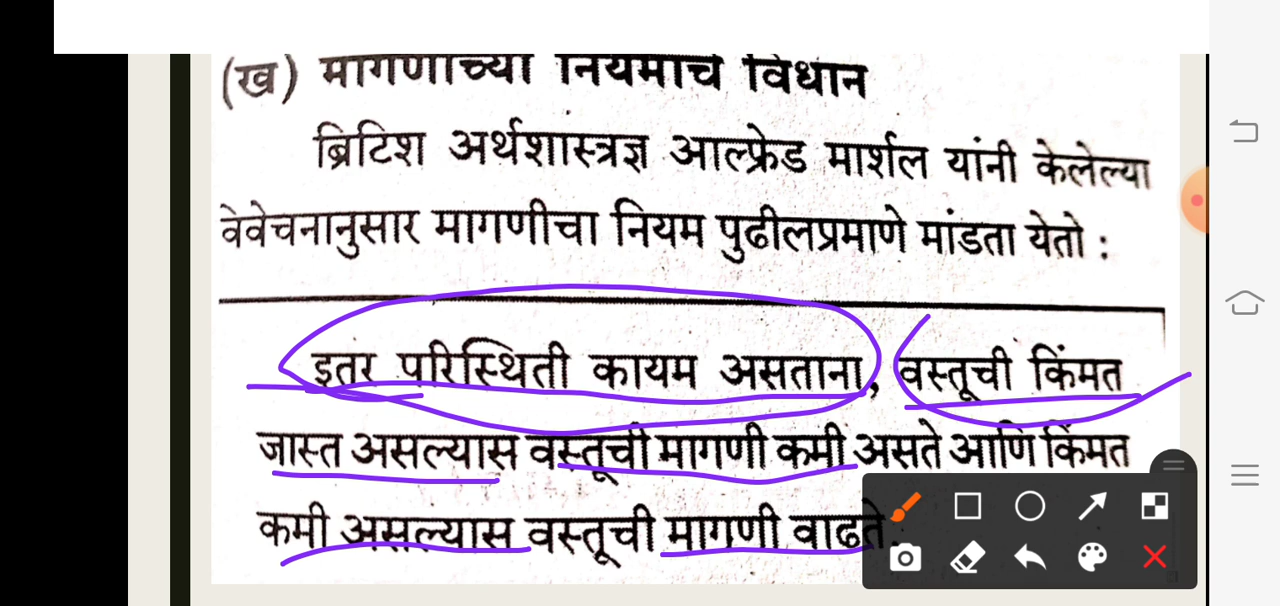 (ख) मागणीच्या नियमाचे विधान
ब्रिटिश अर्थशास्त्रज्ञ आल्फ्रेड मार्शल यांनी केलेल्या
वेवेचनानुसार मागणीचा नियम पुढीलप्रमाणे मांडता येतो :
इतर परिस्थिती कायम असताना, वस्तूची किंमत
जास्त असल्यास वस्तूची मागणी कमी असते आणि किंमत
कमी असल्यास वस्तूची मागणी वाढते.